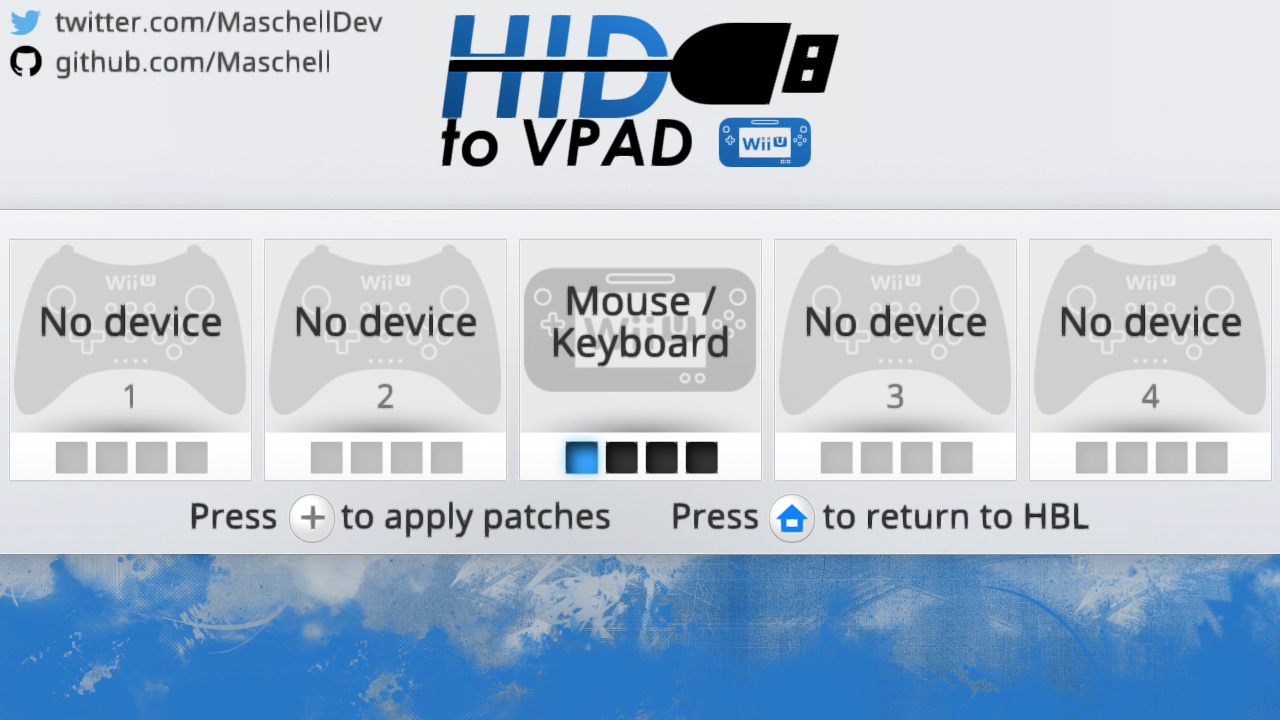 twitter.com/MaschellDev
github.com/Maschell
HID
to VPAD
Wii U
Wii U
No device
1
Wii U
No device
2
Mouse /
Keyboard
Wii U
Wii U
No device
3
Wii U
No device
4
Press + to apply patches
Press to return to HBL